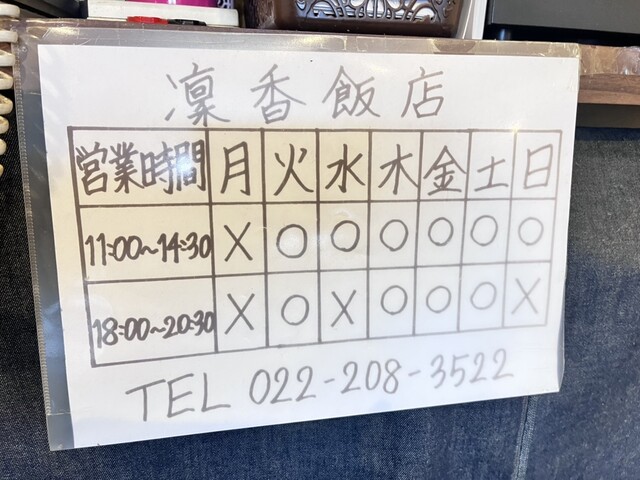 凜香飯店
営業時間 月 火 水 木 金 土 日
11:00~14:30 X ○ ○ ○ ○ ○ ○
18:00~20:30 X ○ X ○ ○ ○ X
TEL 022-208-3522